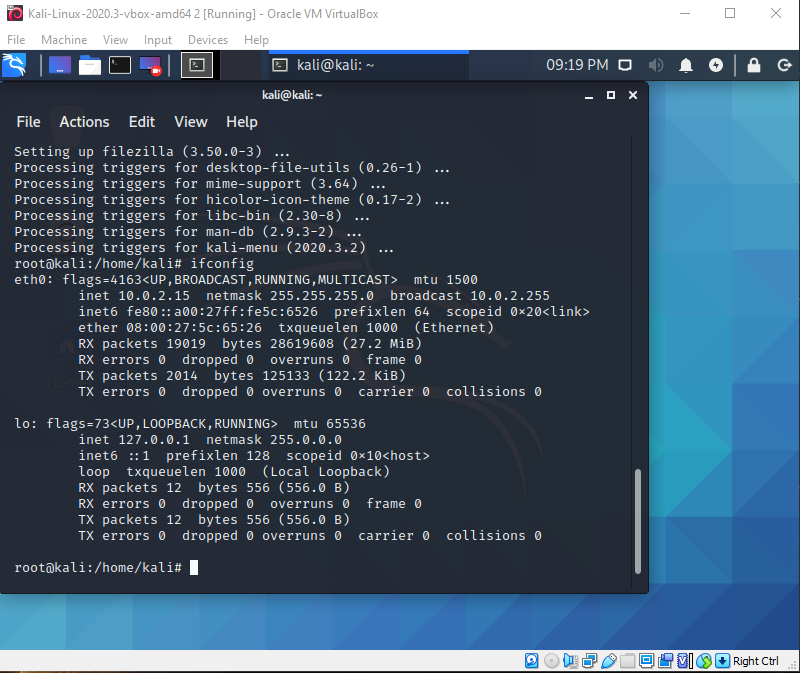 Kali-Linux-2020.3-vbox-amd64 2 [Running] - Oracle VM VirtualBox
File Machine View Input Devices Help
kali@kali: ~ 09:19 PM
kali@kali: ~
File Actions Edit View Help
Setting up filezilla (3.50.0-3) ...
Processing triggers for desktop-file-utils (0.26-1) ...
Processing triggers for mime-support (3.64) ...
Processing triggers for hicolor-icon-theme (0.17-2) ...
Processing triggers for libc-bin (2.30-8) ...
Processing triggers for man-db (2.9.3-2) ...
Processing triggers for kali-menu (2020.3.2) ...
root@kali:/home/kali# ifconfig
eth0: flags=4163<UP,BROADCAST,RUNNING,MULTICAST>  mtu 1500
        inet 10.0.2.15  netmask 255.255.255.0  broadcast 10.0.2.255
        inet6 fe80::a00:27ff:fe5c:6526  prefixlen 64  scopeid 0×20<link>
        ether 08:00:27:5c:65:26  txqueuelen 1000  (Ethernet)
        RX packets 19019  bytes 28619608 (27.2 MiB)
        RX errors 0  dropped 0  overruns 0  frame 0
        TX packets 2014  bytes 125133 (122.2 KiB)
        TX errors 0  dropped 0 overruns 0  carrier 0  collisions 0
lo: flags=73<UP,LOOPBACK,RUNNING>  mtu 65536
        inet 127.0.0.1  netmask 255.0.0.0
        inet6 ::1  prefixlen 128  scopeid 0×10<host>
        loop  txqueuelen 1000  (Local Loopback)
        RX packets 12  bytes 556 (556.0 B)
        RX errors 0  dropped 0  overruns 0  frame 0
        TX packets 12  bytes 556 (556.0 B)
        TX errors 0  dropped 0 overruns 0  carrier 0  collisions 0
root@kali:/home/kali#
Right Ctrl